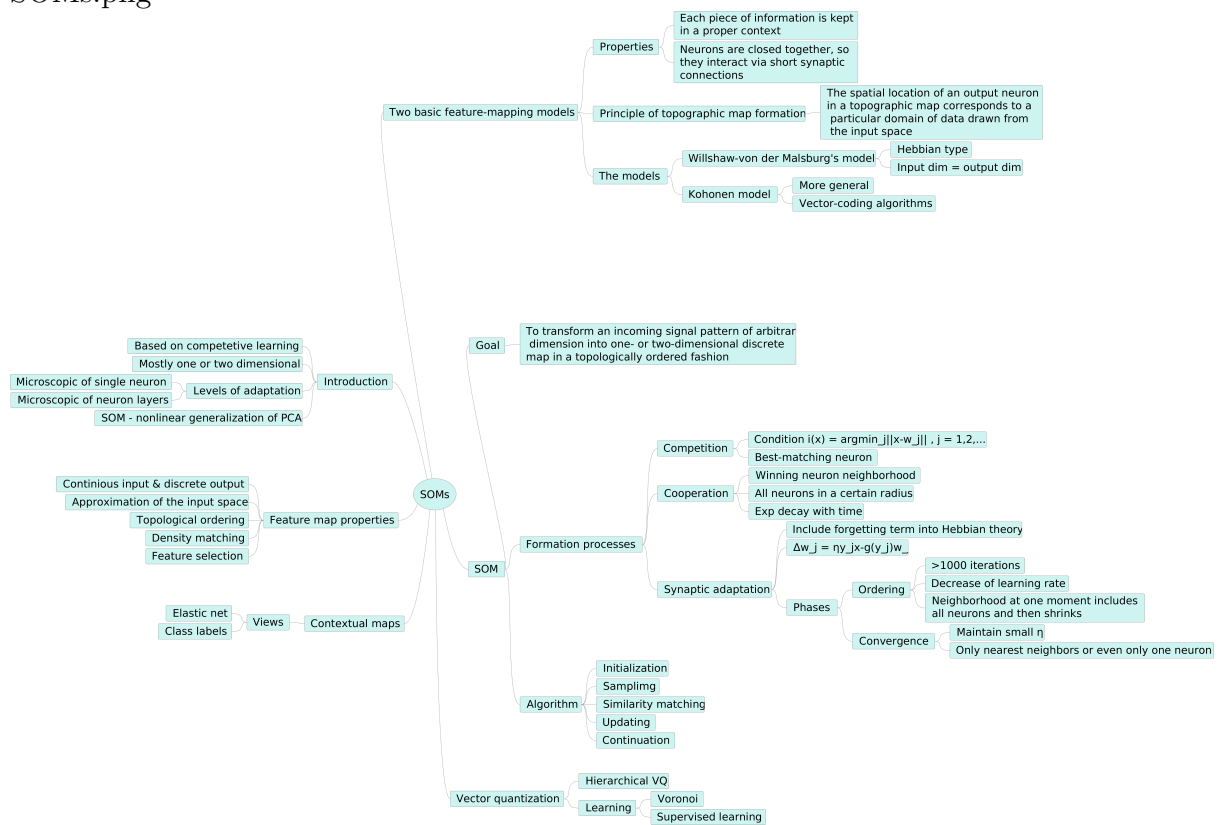 SOMs.png
Each piece of information is kept
in a proper context
Properties
Neurons are closed together, so
they interact via short synaptic
connections
Two basic feature-mapping models
Principle of topographic map formation
The spatial location of an output neuron
in a topographic map corresponds to a
particular domain of data drawn from
the input space
The models
Willshaw-von der Malsburg's model
Hebbian type
Input dim = output dim
Kohonen model
More general
Vector-coding algorithms
Based on competetive learning
Mostly one or two dimensional
Microscopic of single neuron
Levels of adaptation
Microscopic of neuron layers
SOM - nonlinear generalization of PCA
Introduction
Goal
To transform an incoming signal pattern of arbitrar
dimension into one- or two-dimensional discrete
map in a topologically ordered fashion
Continious input & discrete output
Approximation of the input space
Topological ordering
Density matching
Feature selection
Feature map properties
SOMs
Elastic net
Class labels
Views
Contextual maps
SOM
Formation processes
Competition
Condition i(x) = argmin_j||x-w_j|| , j = 1,2,...
Best-matching neuron
Cooperation
Winning neuron neighborhood
All neurons in a certain radius
Exp decay with time
Synaptic adaptation
Include forgetting term into Hebbian theory
Δw_j = ηy_jx-g(y_j)w_
Phases
Ordering
>1000 iterations
Decrease of learning rate
Neighborhood at one moment includes
all neurons and then shrinks
Convergence
Maintain small η
Only nearest neighbors or even only one neuron
Algorithm
Initialization
Samplimg
Similarity matching
Updating
Continuation
Vector quantization
Hierarchical VQ
Learning
Voronoi
Supervised learning